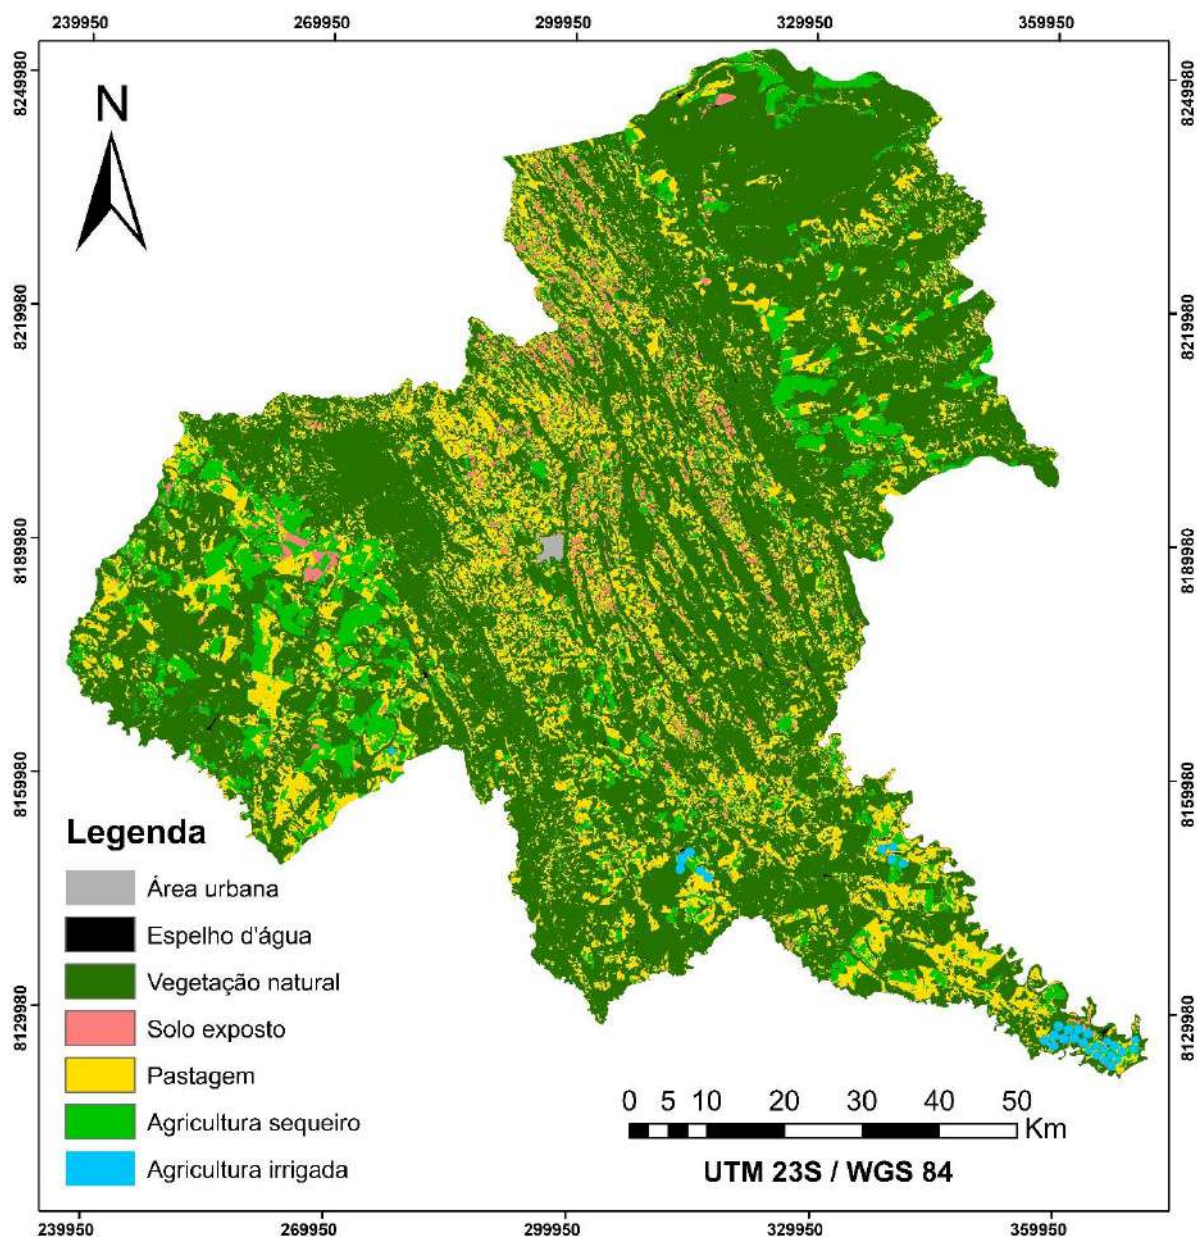 239950 269950 299950 329950 359950
8249980 8249980
N
8219980 8219980
8189980 8189980
8159980 8159980
Legenda
Área urbana
Espelho d'água
Vegetação natural
Solo exposto
Pastagem
Agricultura sequeiro
Agricultura irrigada
8129980 8129980
0 5 10 20 30 40 50
Km
UTM 23S / WGS 84
239950 269950 299950 329950 359950